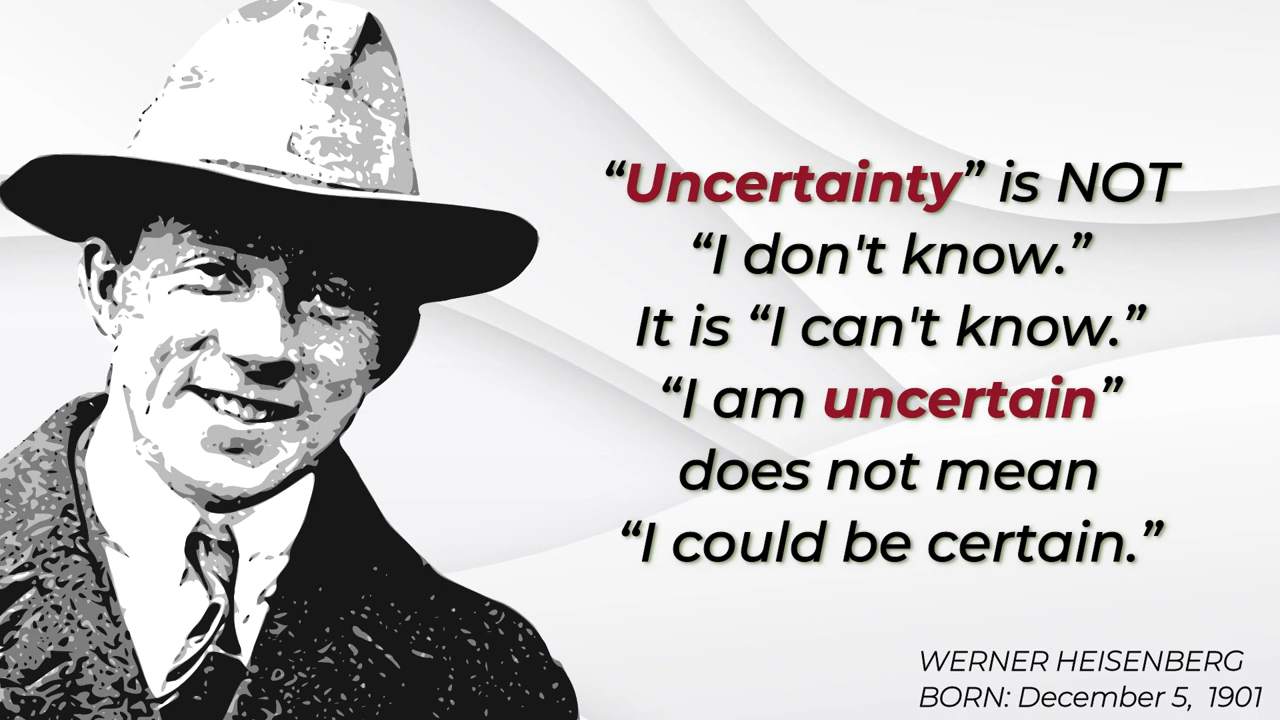 “Uncertainty” is NOT
“I don't know.”
It is “I can't know.”
“I am uncertain”
does not mean
“I could be certain.”
WERNER HEISENBERG
BORN: December 5, 1901